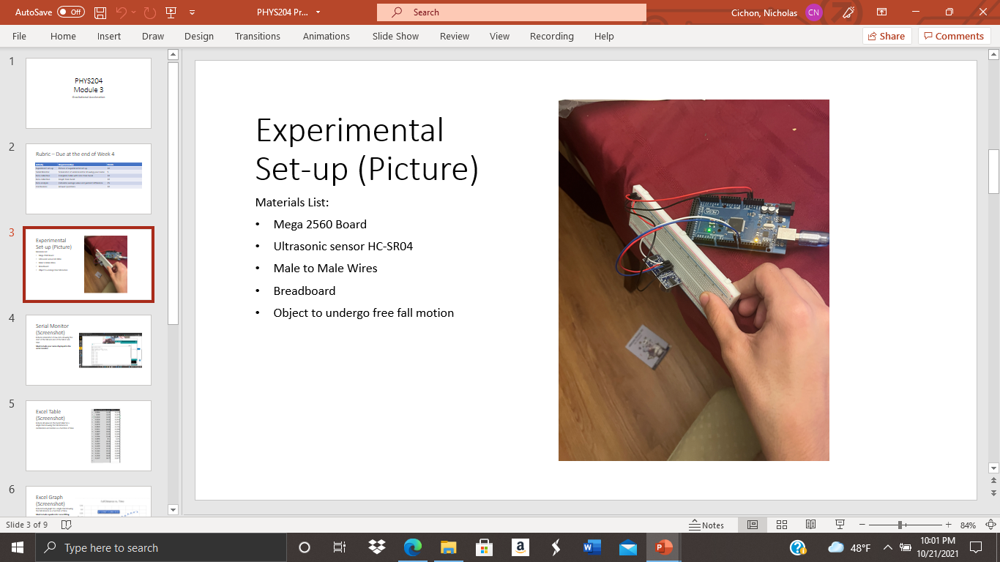 AutoSave Off PHYS204 Pr... Search Cichon, Nicholas CN
File Home Insert Draw Design Transitions Animations Slide Show Review View Recording Help Share Comments
1
PHYS204
Module 3
Gravitational Acceleration
2
Rubric – Due at the end of Week 4
3
Experimental
Set-up (Picture)
4
Serial Monitor
(Screenshot)
5
Excel Table
(Screenshot)
6
Excel Graph
(Screenshot)
Experimental
Set-up (Picture)
Materials List:
• Mega 2560 Board
• Ultrasonic sensor HC-SR04
• Male to Male Wires
• Breadboard
• Object to undergo free fall motion
Slide 3 of 9 Notes 84%
Type here to search 48°F 10:01 PM
10/21/2021